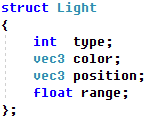 struct Light
{
    int  type;
    vec3 color;
    vec3 position;
    float range;
};